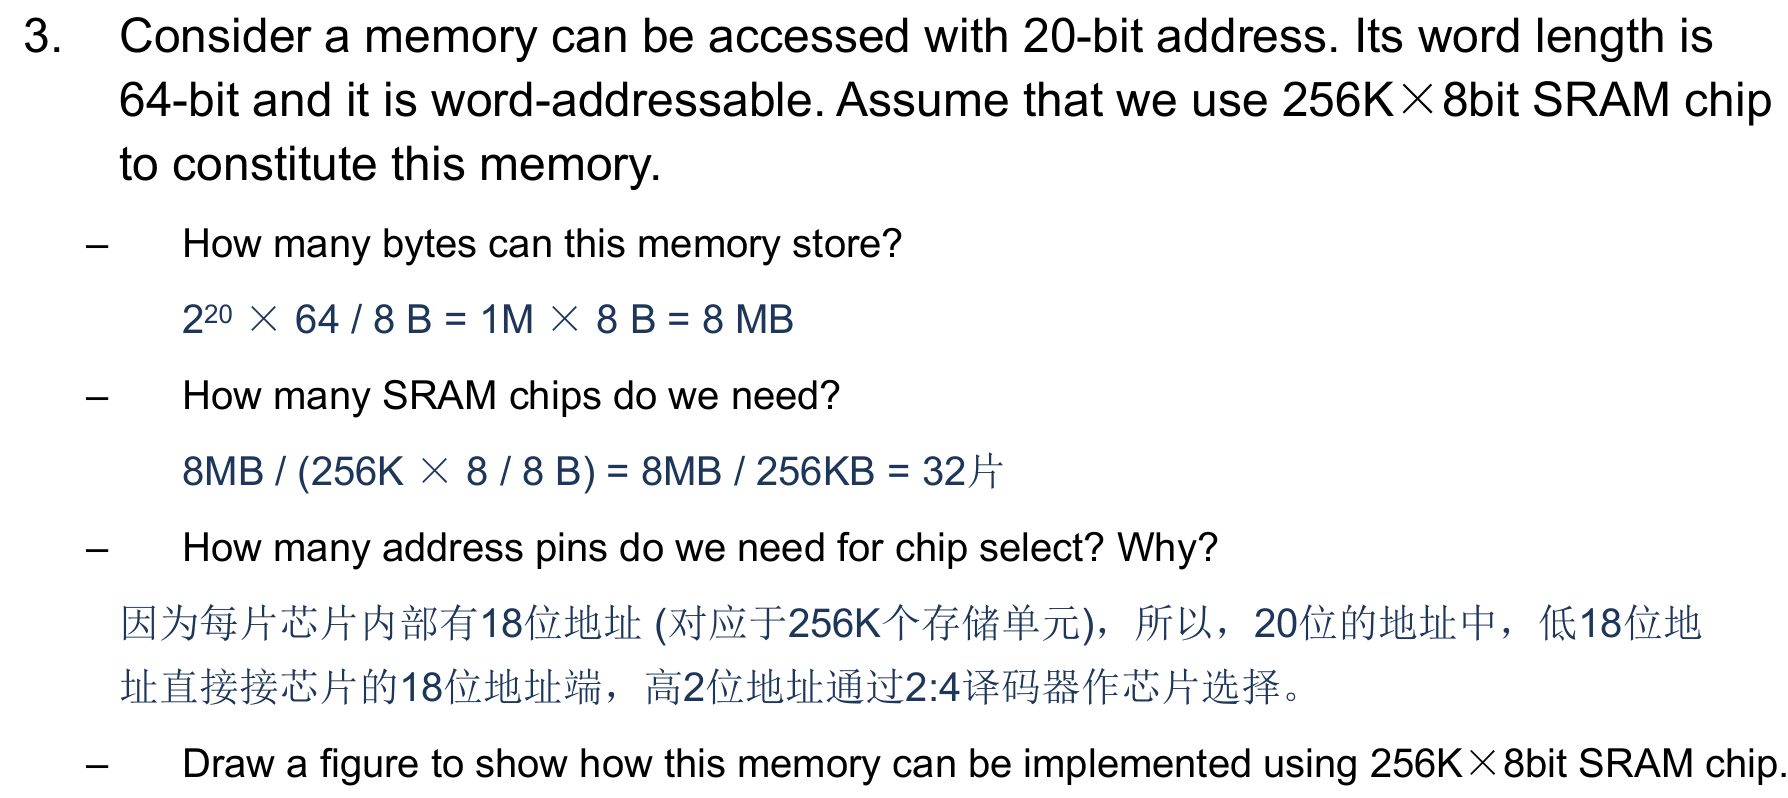 3. Consider a memory can be accessed with 20-bit address. Its word length is
64-bit and it is word-addressable. Assume that we use 256K×8bit SRAM chip
to constitute this memory.
– How many bytes can this memory store?
2²⁰ × 64 / 8 B = 1M × 8 B = 8 MB
– How many SRAM chips do we need?
8MB / (256K × 8 / 8 B) = 8MB / 256KB = 32片
– How many address pins do we need for chip select? Why?
因为每片芯片内部有18位地址 (对应于256K个存储单元)，所以，20位的地址中，低18位地
址直接接芯片的18位地址端，高2位地址通过2:4译码器作芯片选择。
– Draw a figure to show how this memory can be implemented using 256K×8bit SRAM chip.